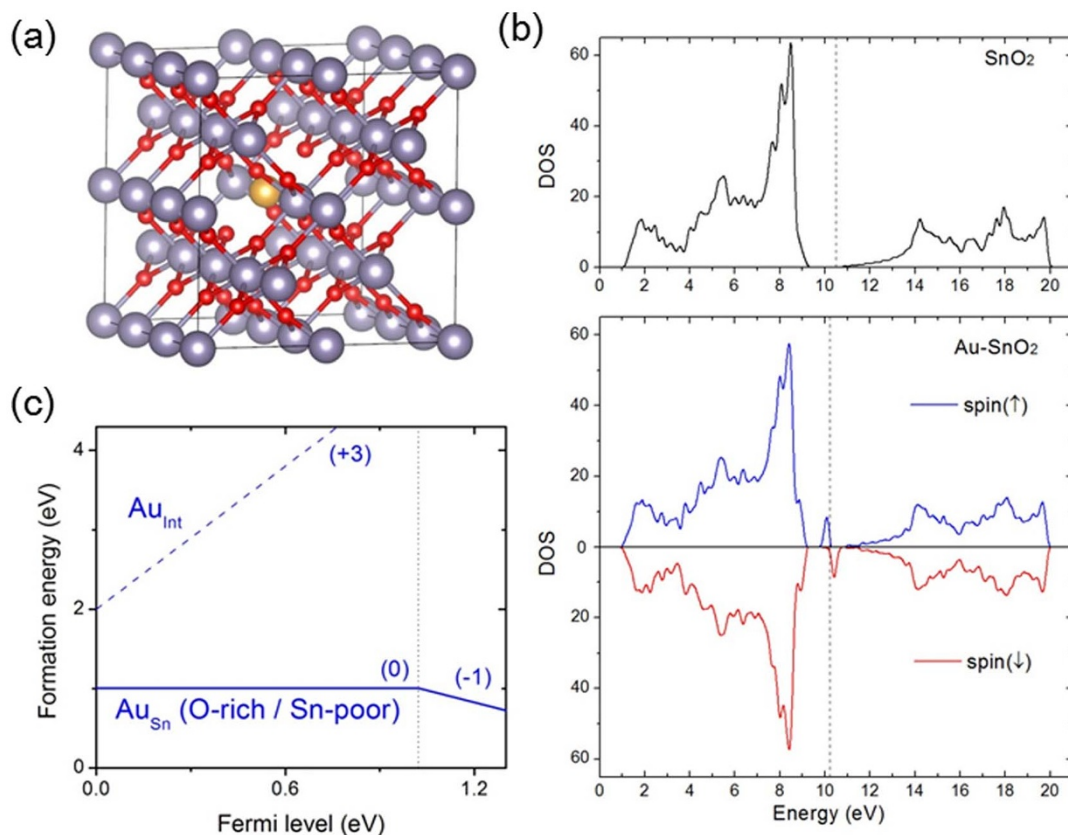 (a)
(b)
60
40
20
0
DOS
SnO₂
0 2 4 6 8 10 12 14 16 18 20
60
40
20
0
20
40
60
DOS
Au-SnO₂
spin(↑)
spin(↓)
0 2 4 6 8 10 12 14 16 18 20
Energy (eV)
(c)
4
2
0
Formation energy (eV)
(+3)
Au_Int
(0)
(-1)
Au_Sn (O-rich / Sn-poor)
0.0 0.6 1.2
Fermi level (eV)